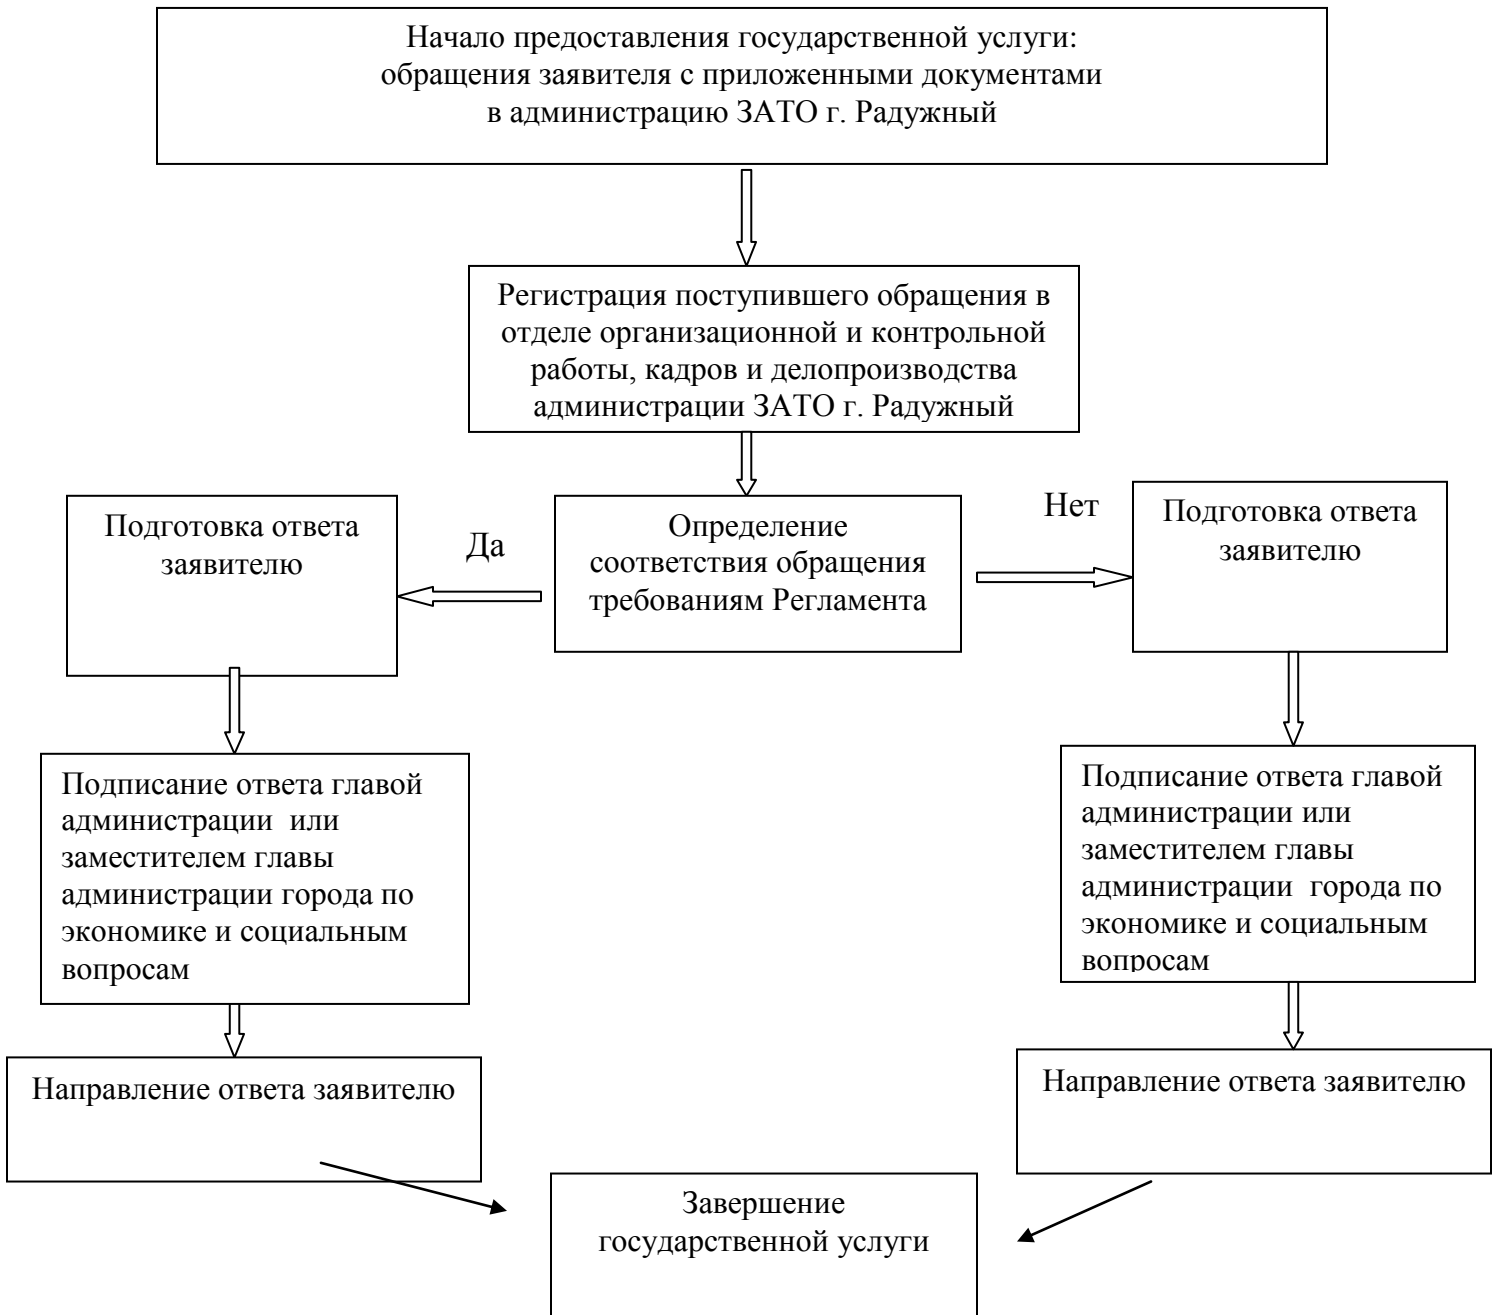 Начало предоставления государственной услуги:
обращения заявителя с приложенными документами
в администрацию ЗАТО г. Радужный
Регистрация поступившего обращения в
отделе организационной и контрольной
работы, кадров и делопроизводства
администрации ЗАТО г. Радужный
Подготовка ответа
заявителю
Да
Определение
соответствия обращения
требованиям Регламента
Нет
Подготовка ответа
заявителю
Подписание ответа главой
администрации или
заместителем главы
администрации города по
экономике и социальным
вопросам
Подписание ответа главой
администрации или
заместителем главы
администрации города по
экономике и социальным
вопросам
Направление ответа заявителю
Направление ответа заявителю
Завершение
государственной услуги